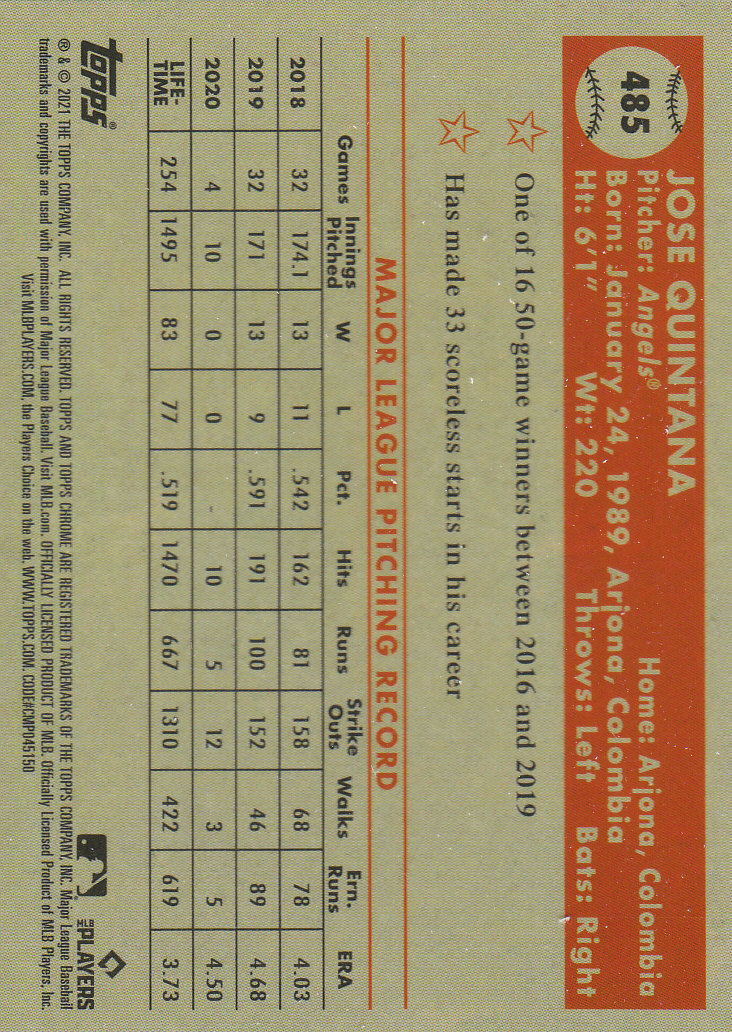 485
JOSE QUINTANA
Pitcher: Angels® Home: Arjona, Colombia
Born: January 24, 1989, Arjona, Colombia
Ht: 6'1" Wt: 220 Throws: Left Bats: Right
One of 16 50-game winners between 2016 and 2019
Has made 33 scoreless starts in his career
MAJOR LEAGUE PITCHING RECORD
Games Innings Pitched W L Pct. Hits Runs Strike Outs Walks Ern. Runs ERA
2018 32 174.1 13 11 .542 162 81 158 68 78 4.03
2019 32 171 13 9 .591 191 100 152 46 89 4.68
2020 4 10 0 0 - 10 5 12 3 5 4.50
LIFE-TIME 254 1495 83 77 .519 1470 667 1310 422 619 3.73
topps®
MLB PLAYERS
® & © 2021 THE TOPPS COMPANY, INC. ALL RIGHTS RESERVED. TOPPS AND TOPPS CHROME ARE REGISTERED TRADEMARKS OF THE TOPPS COMPANY, INC. Major League Baseball
trademarks and copyrights are used with permission of Major League Baseball. Visit MLB.com. OFFICIALLY LICENSED PRODUCT OF MLB. Officially Licensed Product of MLB Players, Inc.
Visit MLBPLAYERS.COM, the Players Choice on the web. WWW.TOPPS.COM. CODE#CMP045150